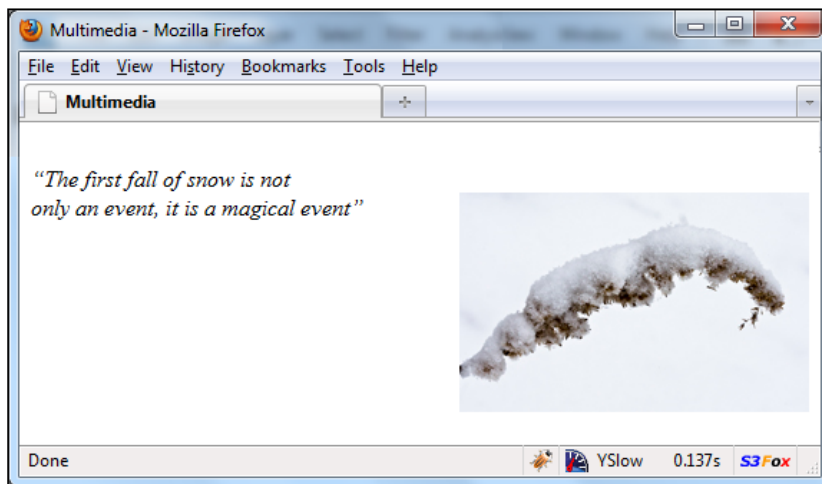 Multimedia - Mozilla Firefox
File Edit View History Bookmarks Tools Help
Multimedia
“The first fall of snow is not
only an event, it is a magical event”
Done YSlow 0.137s S3Fox